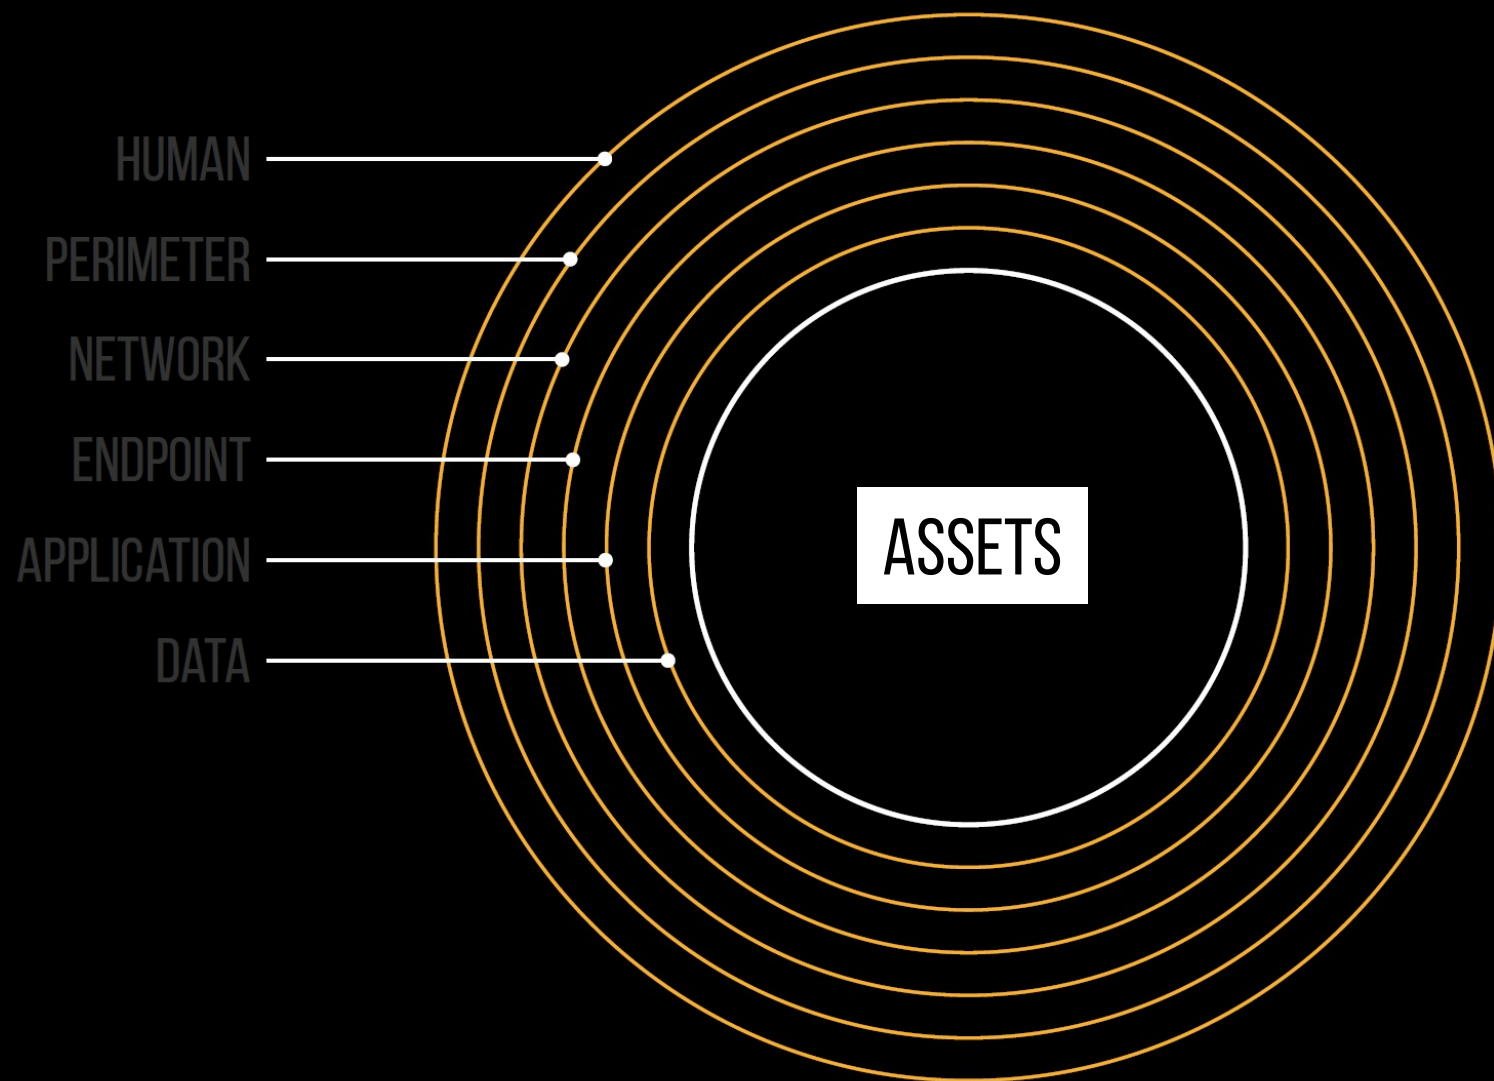 HUMAN
PERIMETER
NETWORK
ENDPOINT
APPLICATION
DATA
ASSETS